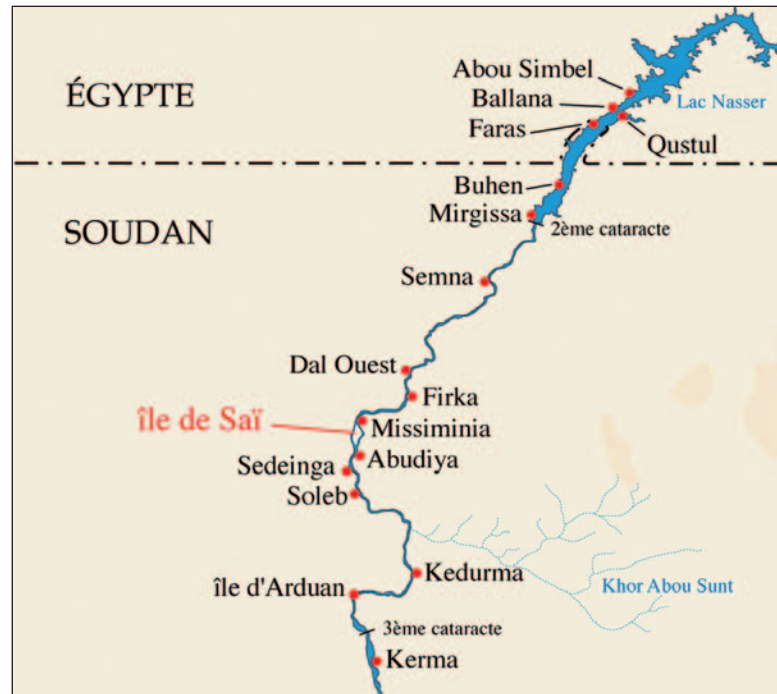 Abou Simbel
ÉGYPTE
Ballana
Lac Nasser
Faras
Qustul
Buhen
Mirgissa
SOUDAN
2ème cataracte
Semna
Dal Ouest
Firka
île de Saï
Missiminia
Abudiya
Sedeinga
Soleb
Kedurma
île d'Arduan
Khor Abou Sunt
3ème cataracte
Kerma